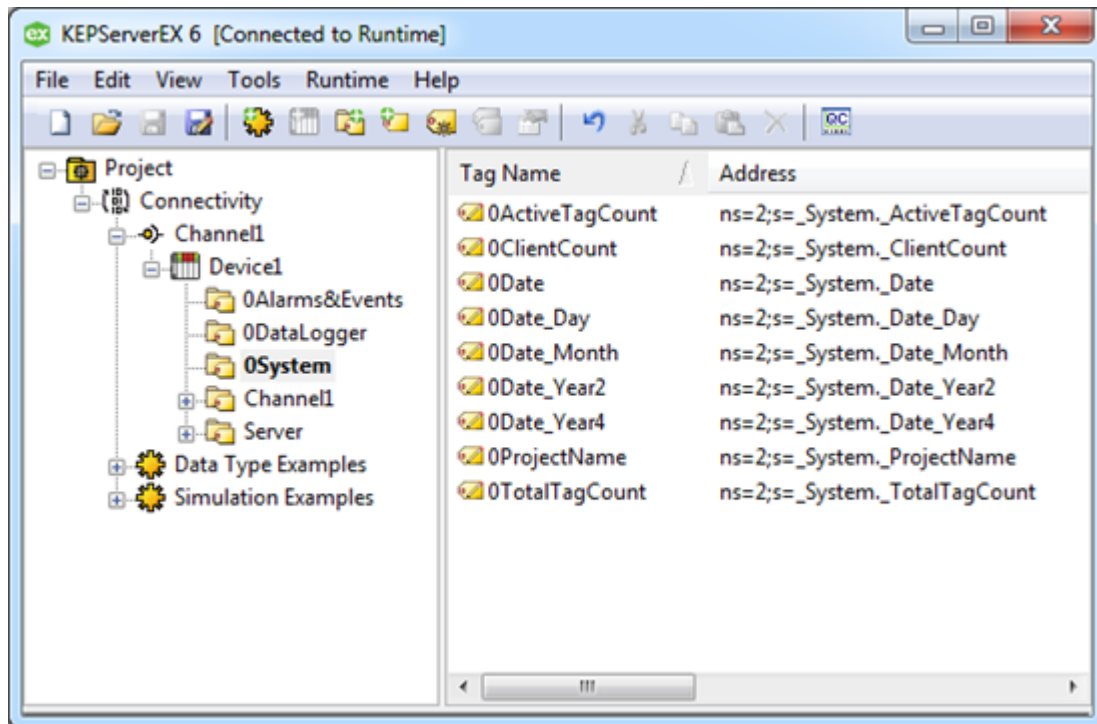 KEPServerEX 6 [Connected to Runtime]
File Edit View Tools Runtime Help
Project
Connectivity
Channel1
Device1
0Alarms&Events
0DataLogger
0System
Channel1
Server
Data Type Examples
Simulation Examples
Tag Name Address
0ActiveTagCount ns=2;s=_System._ActiveTagCount
0ClientCount ns=2;s=_System._ClientCount
0Date ns=2;s=_System._Date
0Date_Day ns=2;s=_System._Date_Day
0Date_Month ns=2;s=_System._Date_Month
0Date_Year2 ns=2;s=_System._Date_Year2
0Date_Year4 ns=2;s=_System._Date_Year4
0ProjectName ns=2;s=_System._ProjectName
0TotalTagCount ns=2;s=_System._TotalTagCount